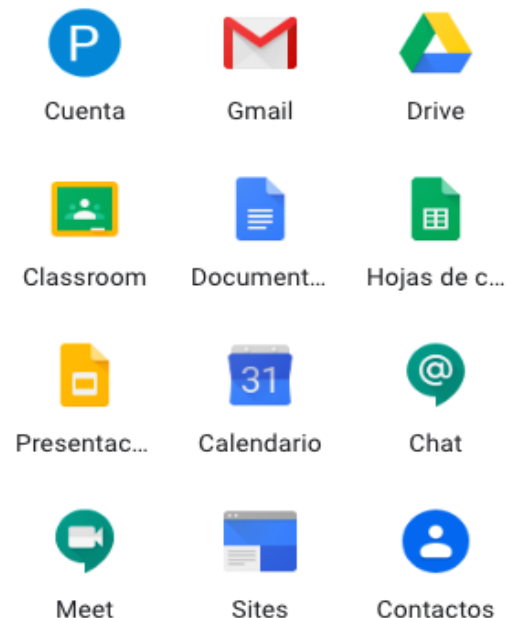 P
Cuenta
Gmail
Drive
Classroom
Document...
Hojas de c...
Presentac...
31
Calendario
@
Chat
Meet
Sites
Contactos